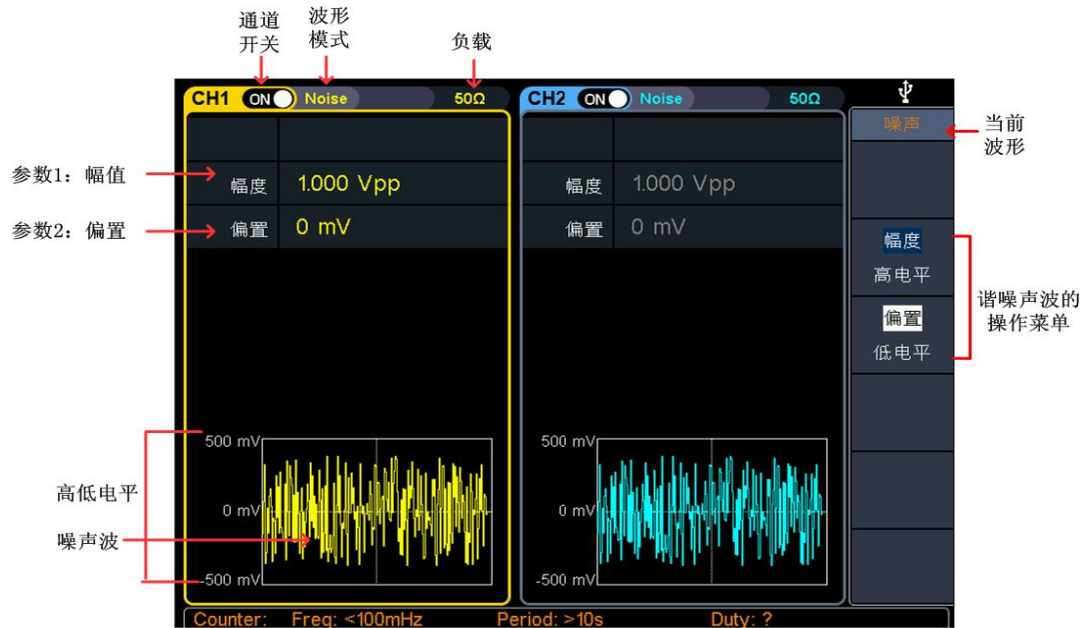 通道
开关
波形
模式
负载
CH1 ON Noise 50Ω
CH2 ON Noise 50Ω
噪声
当前
波形
参数1：幅值
幅度 1.000 Vpp
幅度 1.000 Vpp
参数2：偏置
偏置 0 mV
偏置 0 mV
幅度
高电平
偏置
低电平
谐噪声波的
操作菜单
500 mV
0 mV
-500 mV
500 mV
0 mV
-500 mV
高低电平
噪声波
Counter: Freq: <100mHz Period: >10s Duty: ?